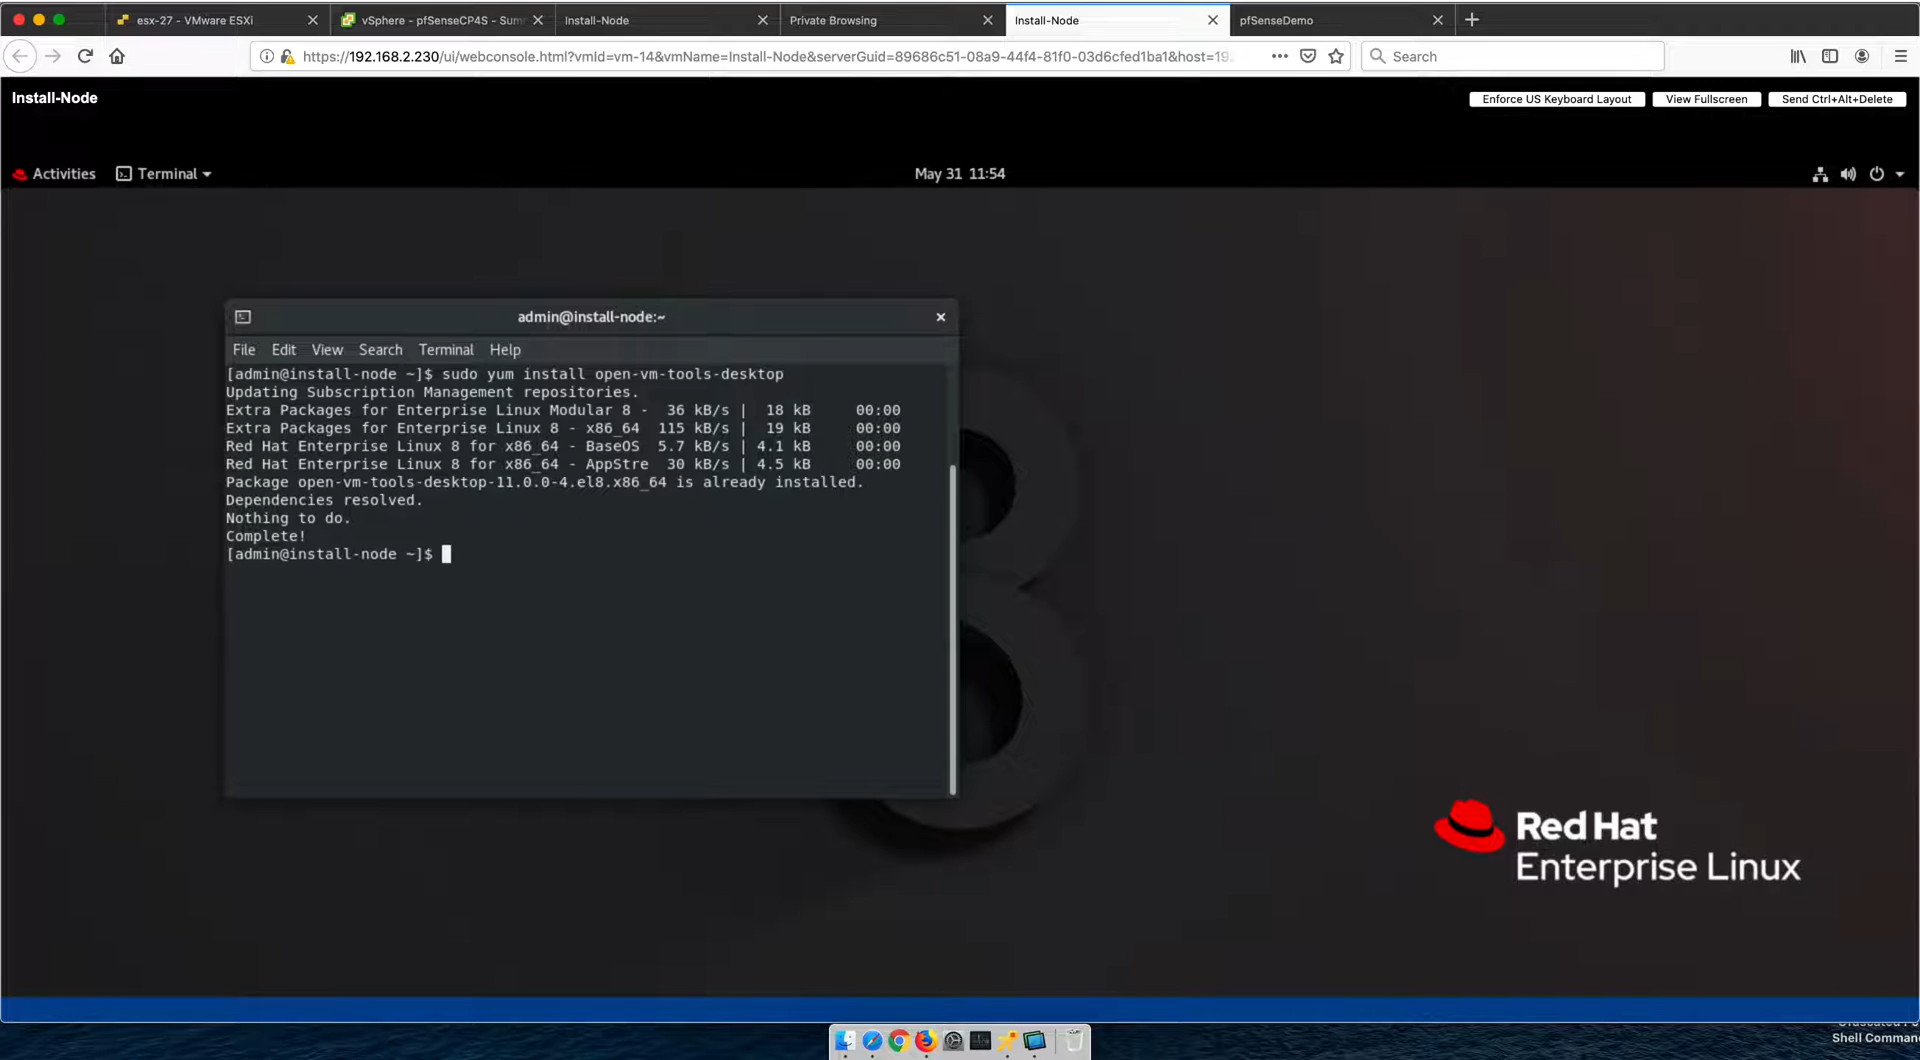 esx-27 - VMware ESXi
vSphere - pfSenseCP4S - Sum
Install-Node
Private Browsing
Install-Node
pfSenseDemo
https://192.168.2.230/ui/webconsole.html?vmId=vm-14&vmName=Install-Node&serverGuid=89686c51-08a9-44f4-81f0-03d6cfed1ba1&host=19
Search
Install-Node
Enforce US Keyboard Layout
View Fullscreen
Send Ctrl+Alt+Delete
Activities
Terminal
May 31 11:54
admin@install-node:~
File Edit View Search Terminal Help
[admin@install-node ~]$ sudo yum install open-vm-tools-desktop
Updating Subscription Management repositories.
Extra Packages for Enterprise Linux Modular 8 - 36 kB/s | 18 kB 00:00
Extra Packages for Enterprise Linux 8 - x86_64 115 kB/s | 19 kB 00:00
Red Hat Enterprise Linux 8 for x86_64 - BaseOS 5.7 kB/s | 4.1 kB 00:00
Red Hat Enterprise Linux 8 for x86_64 - AppStre 30 kB/s | 4.5 kB 00:00
Package open-vm-tools-desktop-11.0.0-4.el8.x86_64 is already installed.
Dependencies resolved.
Nothing to do.
Complete!
[admin@install-node ~]$
Red Hat
Enterprise Linux
Shell Command